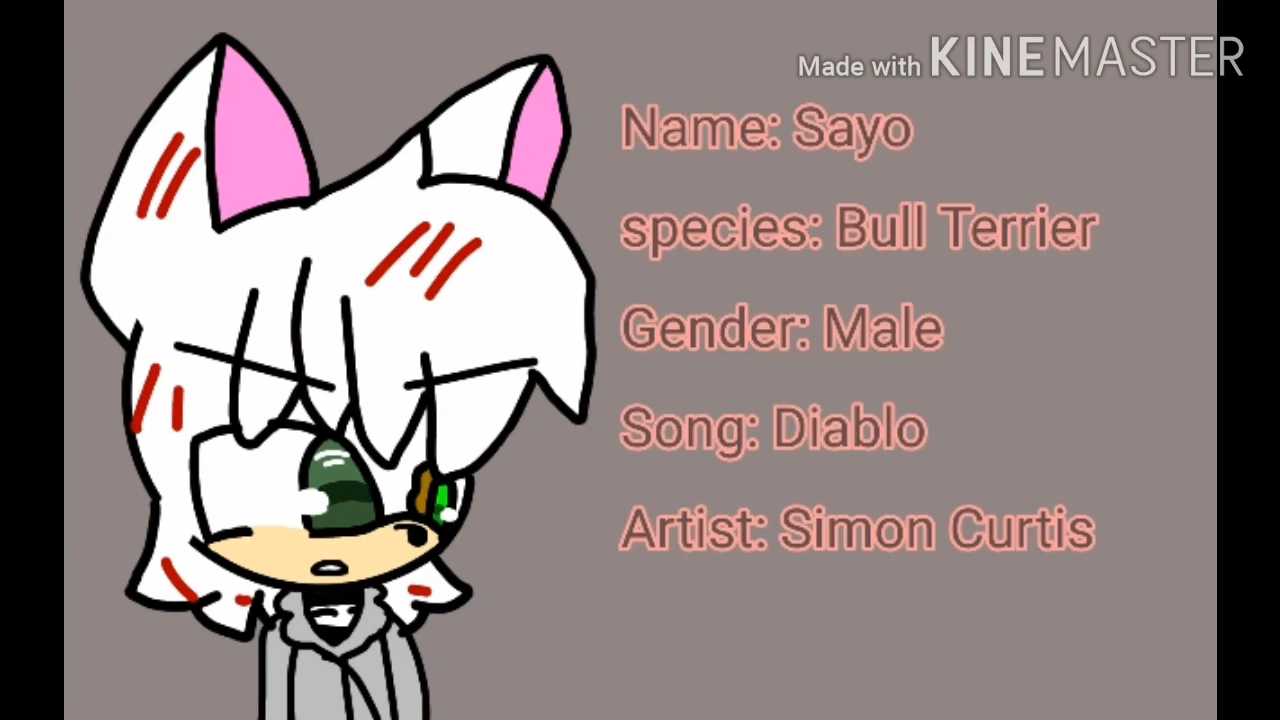 Made with KINEMASTER
Name: Sayo
species: Bull Terrier
Gender: Male
Song: Diablo
Artist: Simon Curtis